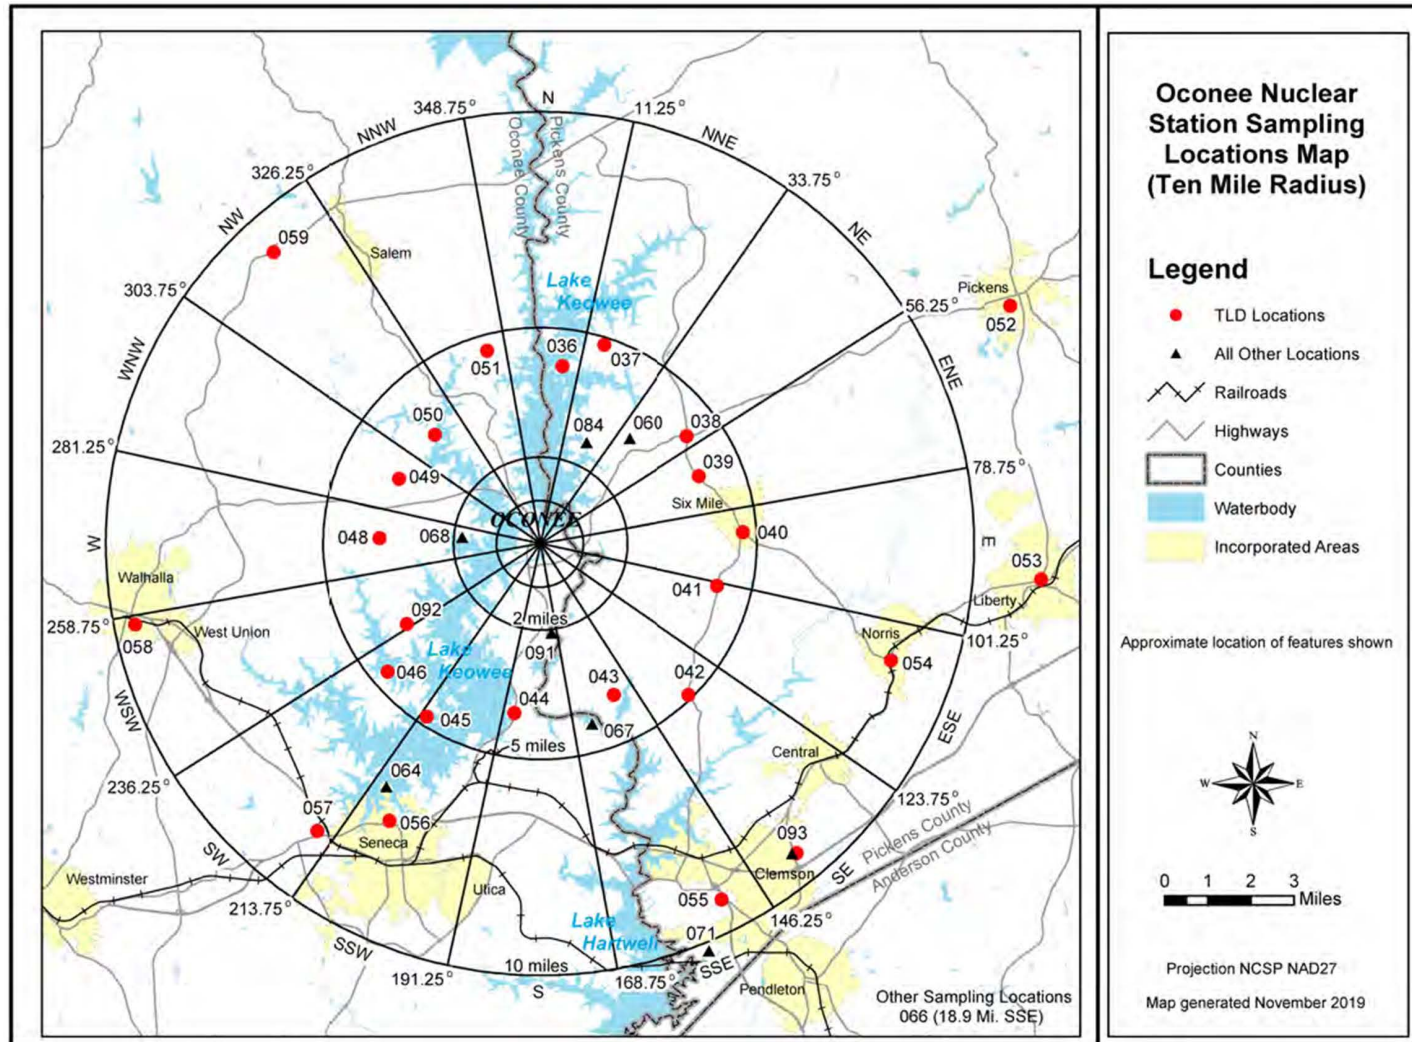 N
348.75°
11.25°
NNW
NNE
Oconee County
Pickens County
326.25°
33.75°
NW
NE
059
Salem
Lake
Keowee
303.75°
56.25°
Pickens
052
036
037
051
WNW
ENE
050
084
060
038
281.25°
78.75°
049
039
Six Mile
OCONEE
048
068
040
W
E
053
Walhalla
041
Liberty
092
2 miles
258.75°
West Union
Norris
101.25°
058
091
054
Lake
Keowee
046
043
042
WSW
044
ESE
045
067
5 miles
Central
064
236.25°
123.75°
057
056
093
Pickens County
Anderson County
Seneca
SW
Clemson
SE
Westminster
Utica
055
213.75°
146.25°
Lake
Hartwell
071
SSW
10 miles
SSE
191.25°
S
168.75°
Pendleton
Other Sampling Locations
066 (18.9 Mi. SSE)
Oconee Nuclear
Station Sampling
Locations Map
(Ten Mile Radius)
Legend
TLD Locations
All Other Locations
Railroads
Highways
Counties
Waterbody
Incorporated Areas
Approximate location of features shown
N
W
E
S
0 1 2 3
Miles
Projection NCSP NAD27
Map generated November 2019